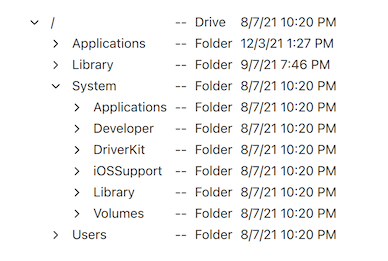 / -- Drive 8/7/21 10:20 PM
Applications -- Folder 12/3/21 1:27 PM
Library -- Folder 9/7/21 7:46 PM
System -- Folder 8/7/21 10:20 PM
Applications -- Folder 8/7/21 10:20 PM
Developer -- Folder 8/7/21 10:20 PM
DriverKit -- Folder 8/7/21 10:20 PM
iOSSupport -- Folder 8/7/21 10:20 PM
Library -- Folder 8/7/21 10:20 PM
Volumes -- Folder 8/7/21 10:20 PM
Users -- Folder 8/7/21 10:20 PM